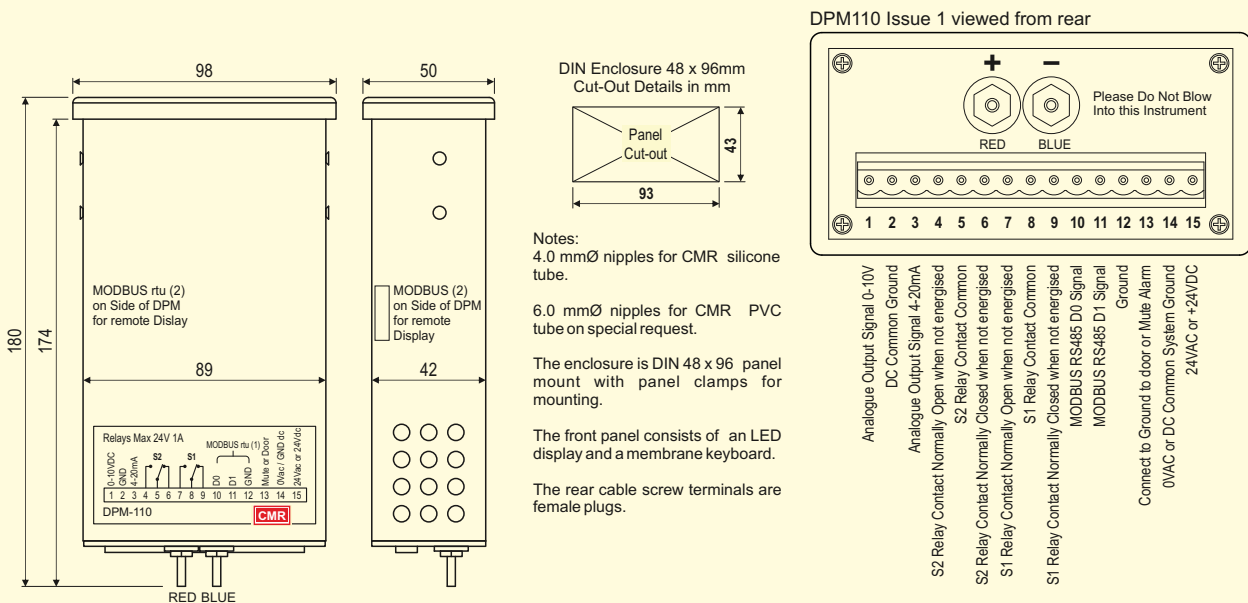 98
180
174
MODBUS rtu (2)
on Side of DPM
for remote Dislay
89
Relays Max 24V 1A
0-10VDC
GND
4-20mA
S2
S1
MODBUS rtu (1)
D0
D1
GND
Mute or Door
0Vac / GND dc
24Vac or 24Vdc
1 2 3 4 5 6 7 8 9 10 11 12 13 14 15
DPM-110
CMR
RED BLUE
50
MODBUS (2)
on Side of DPM
for remote
Display
42
DIN Enclosure 48 x 96mm
Cut-Out Details in mm
Panel
Cut-out
43
93
Notes:
4.0 mmØ nipples for CMR silicone
tube.
6.0 mmØ nipples for CMR PVC
tube on special request.
The enclosure is DIN 48 x 96 panel
mount with panel clamps for
mounting.
The front panel consists of an LED
display and a membrane keyboard.
The rear cable screw terminals are
female plugs.
DPM110 Issue 1 viewed from rear
+ −
RED BLUE
Please Do Not Blow
Into this Instrument
1 2 3 4 5 6 7 8 9 10 11 12 13 14 15
Analogue Output Signal 0-10V
DC Common Ground
Analogue Output Signal 4-20mA
S2 Relay Contact Normally Open when not energised
S2 Relay Contact Common
S2 Relay Contact Normally Closed when not energised
S1 Relay Contact Normally Open when not energised
S1 Relay Contact Common
S1 Relay Contact Normally Closed when not energised
MODBUS RS485 D0 Signal
MODBUS RS485 D1 Signal
Ground
Connect to Ground to door or Mute Alarm
0VAC or DC Common System Ground
24VAC or +24VDC